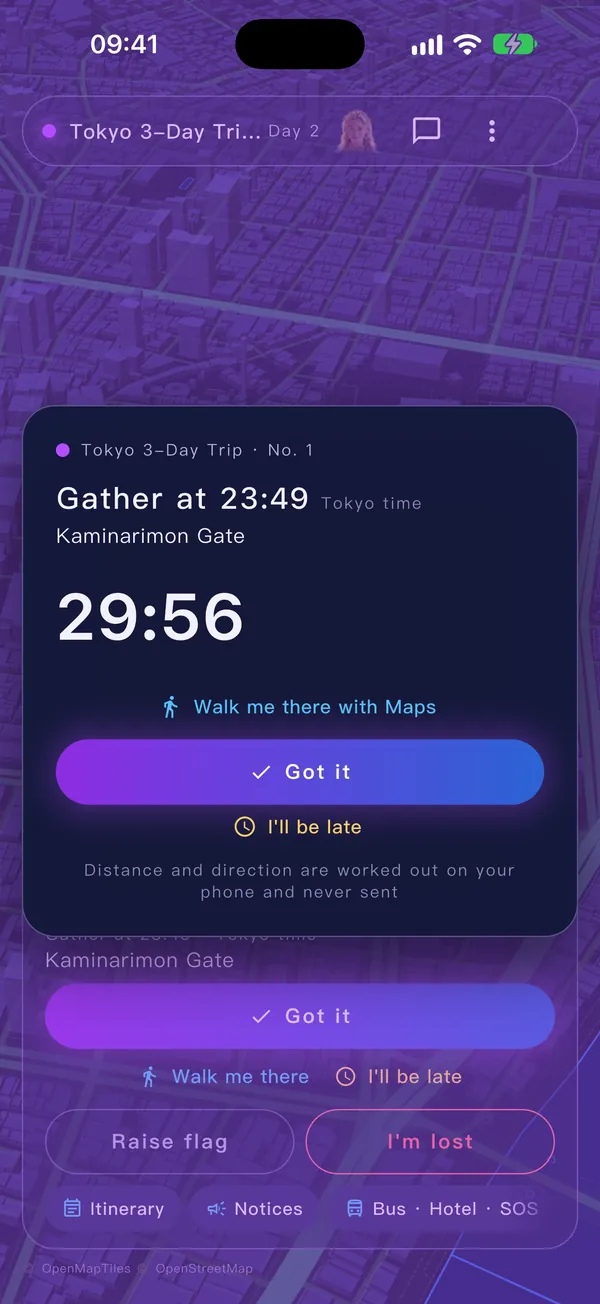 09:41
Tokyo 3–Day Tri... Day 2
Tokyo 3–Day Trip · No. 1
Gather at 23:49 Tokyo time
Kaminarimon Gate
29:56
Walk me there with Maps
Got it
I'll be late
Distance and direction are worked out on your
phone and never sent
Kaminarimon Gate
Got it
Walk me there I'll be late
Raise flag I'm lost
Itinerary Notices Bus · Hotel · SOS
© OpenMapTiles © OpenStreetMap